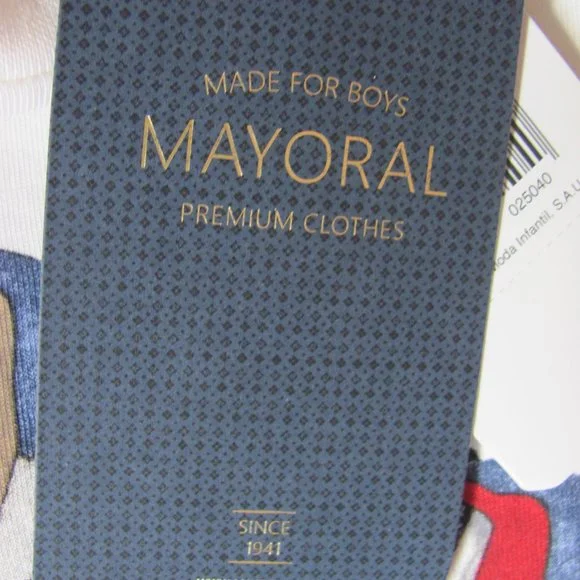 MADE FOR BOYS
MAYORAL
PREMIUM CLOTHES
SINCE
1941
025040
Moda Infantil, S.A.U.